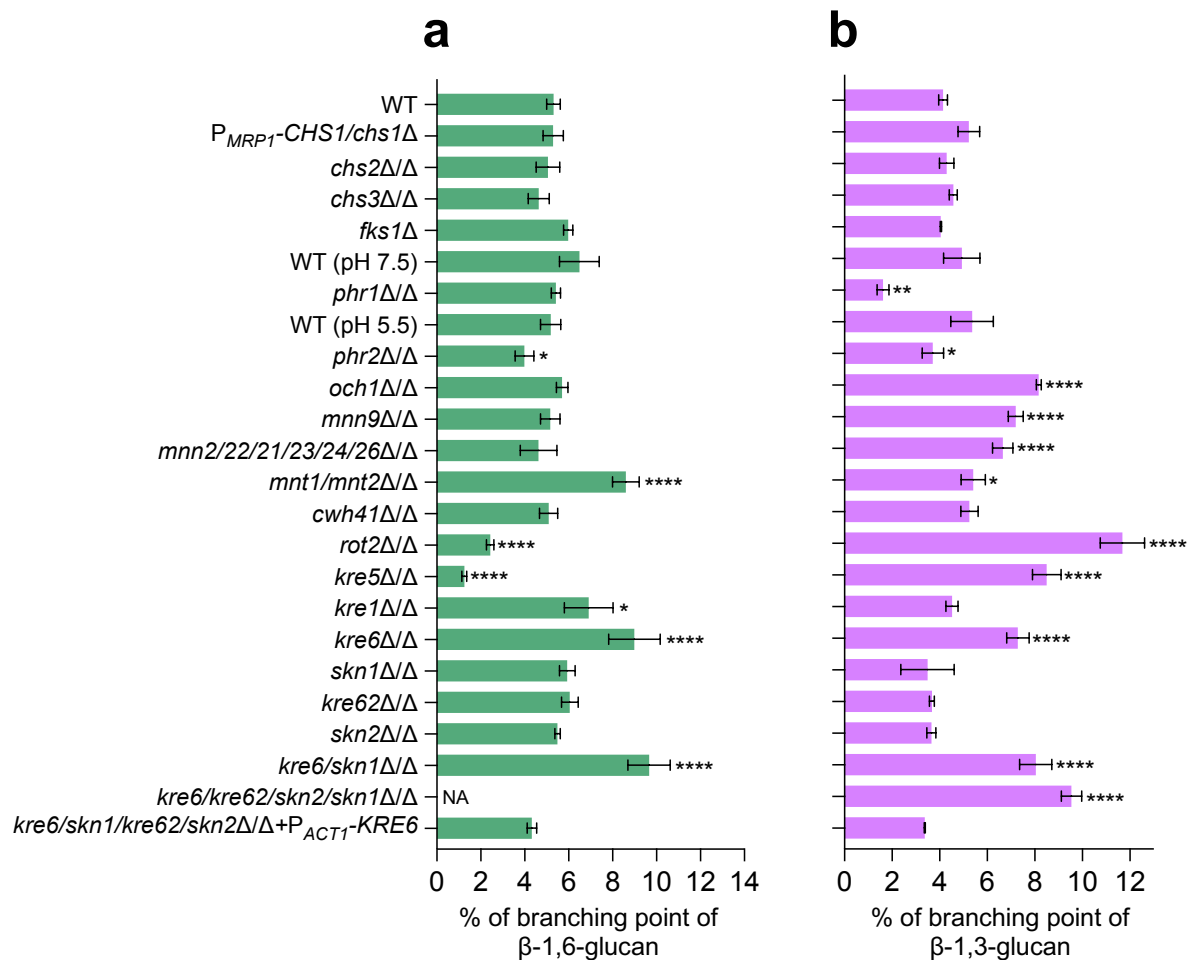 a
b
WT
P_MRP1-CHS1/chs1Δ
chs2Δ/Δ
chs3Δ/Δ
fks1Δ
WT (pH 7.5)
phr1Δ/Δ
**
WT (pH 5.5)
phr2Δ/Δ
*
*
och1Δ/Δ
****
mnn9Δ/Δ
****
mnn2/22/21/23/24/26Δ/Δ
****
mnt1/mnt2Δ/Δ
****
*
cwh41Δ/Δ
rot2Δ/Δ
****
****
kre5Δ/Δ
****
****
kre1Δ/Δ
*
kre6Δ/Δ
****
****
skn1Δ/Δ
kre62Δ/Δ
skn2Δ/Δ
kre6/skn1Δ/Δ
****
****
kre6/kre62/skn2/skn1Δ/Δ
NA
****
kre6/skn1/kre62/skn2Δ/Δ+P_ACT1-KRE6
0 2 4 6 8 10 12 14
0 2 4 6 8 10 12
% of branching point of
β-1,6-glucan
% of branching point of
β-1,3-glucan